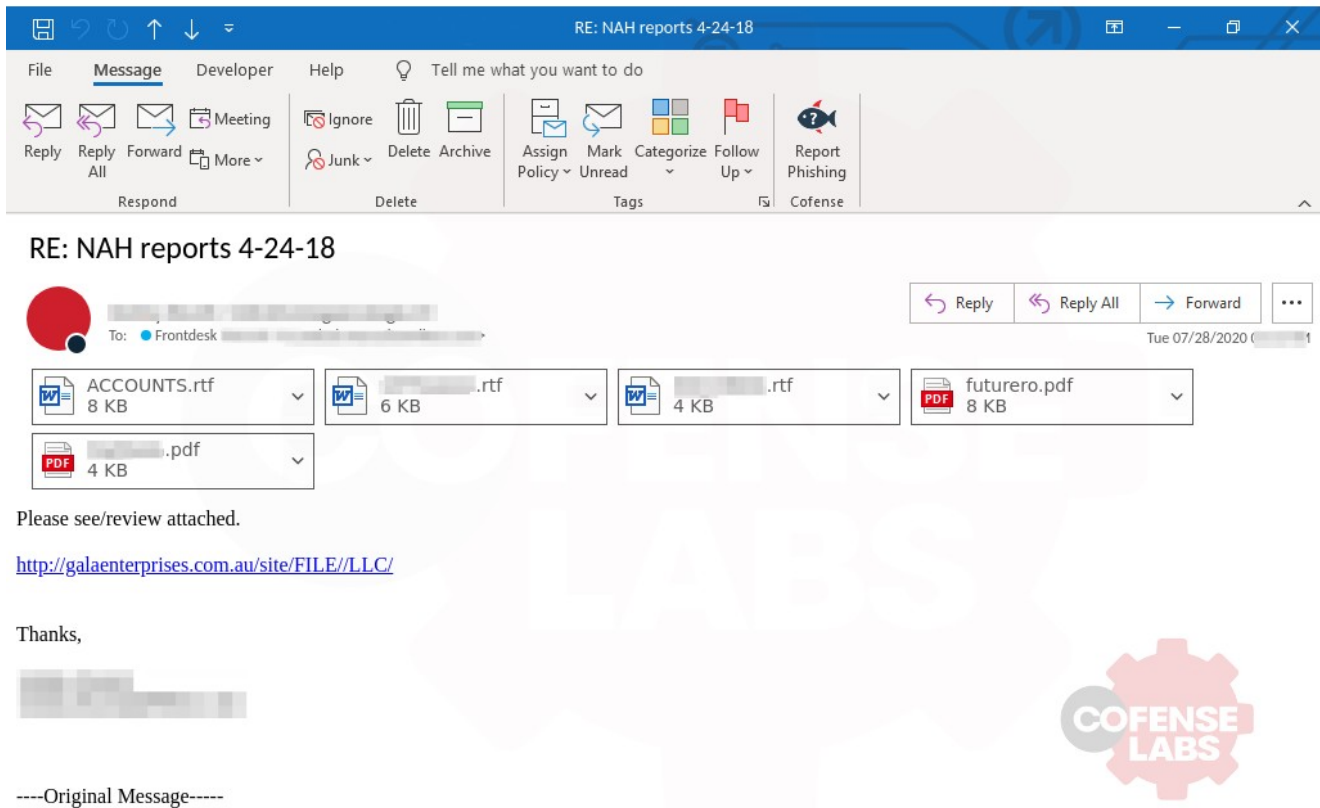 RE: NAH reports 4-24-18
File Message Developer Help Tell me what you want to do
Reply
Reply All
Forward
Meeting
More
Respond
Ignore
Junk
Delete
Archive
Delete
Assign Policy
Mark Unread
Categorize
Follow Up
Tags
Report Phishing
Cofense
RE: NAH reports 4-24-18
Reply Reply All Forward
To: Frontdesk
Tue 07/28/2020
ACCOUNTS.rtf
8 KB
.rtf
6 KB
.rtf
4 KB
PDF
futurero.pdf
8 KB
PDF
.pdf
4 KB
Please see/review attached.
http://galaenterprises.com.au/site/FILE//LLC/
Thanks,
COFENSE
LABS
COFENSE
LABS
----Original Message-----